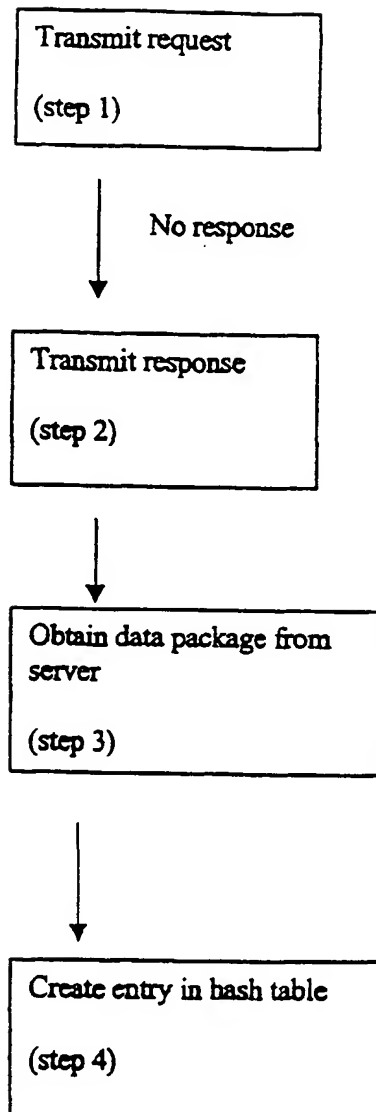 Transmit request
(step 1)
No response
Transmit response
(step 2)
Obtain data package from
server
(step 3)
Create entry in hash table
(step 4)